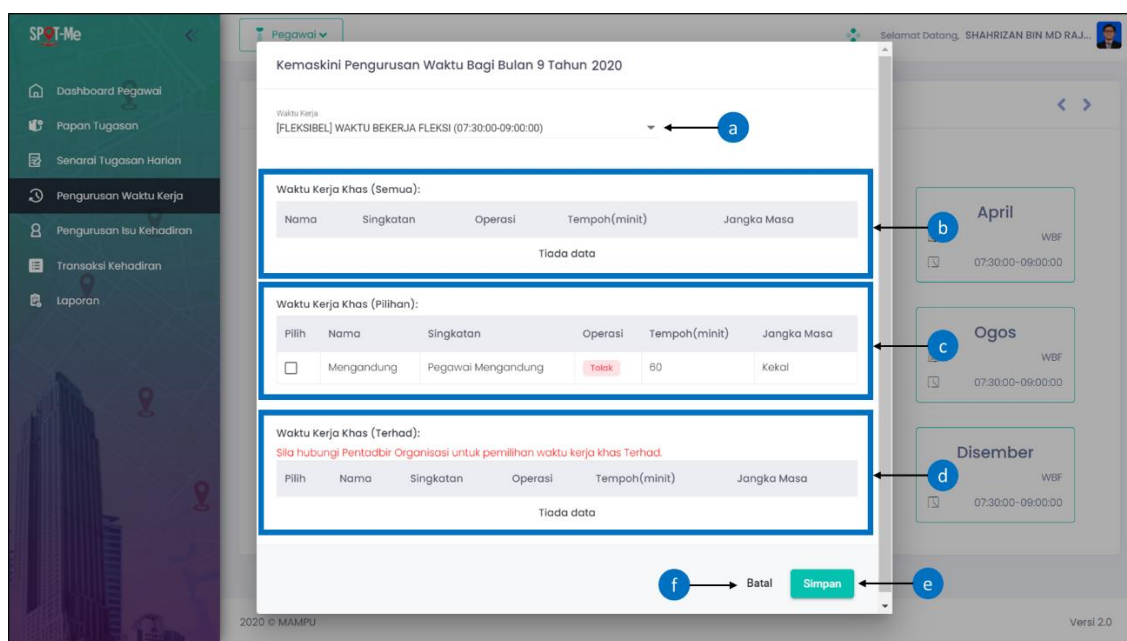 SPOT-Me
Pegawai
Selamat Datang, SHAHRIZAN BIN MD RAJ...
Dashboard Pegawai
Papan Tugasan
Senarai Tugasan Harian
Pengurusan Waktu Kerja
Pengurusan Isu Kehadiran
Transaksi Kehadiran
Laporan
Kemaskini Pengurusan Waktu Bagi Bulan 9 Tahun 2020
Waktu Kerja
[FLEKSIBEL] WAKTU BEKERJA FLEKSI (07:30:00-09:00:00)
a
Waktu Kerja Khas (Semua):
Nama Singkatan Operasi Tempoh(minit) Jangka Masa
Tiada data
b
Waktu Kerja Khas (Pilihan):
Pilih Nama Singkatan Operasi Tempoh(minit) Jangka Masa
Mengandung Pegawai Mengandung Tolak 60 Kekal
c
Waktu Kerja Khas (Terhad):
Sila hubungi Pentadbir Organisasi untuk pemilihan waktu kerja khas Terhad.
Pilih Nama Singkatan Operasi Tempoh(minit) Jangka Masa
Tiada data
d
f
Batal
Simpan
e
April
WBF
07:30:00-09:00:00
Ogos
WBF
07:30:00-09:00:00
Disember
WBF
07:30:00-09:00:00
2020 © MAMPU
Versi 2.0